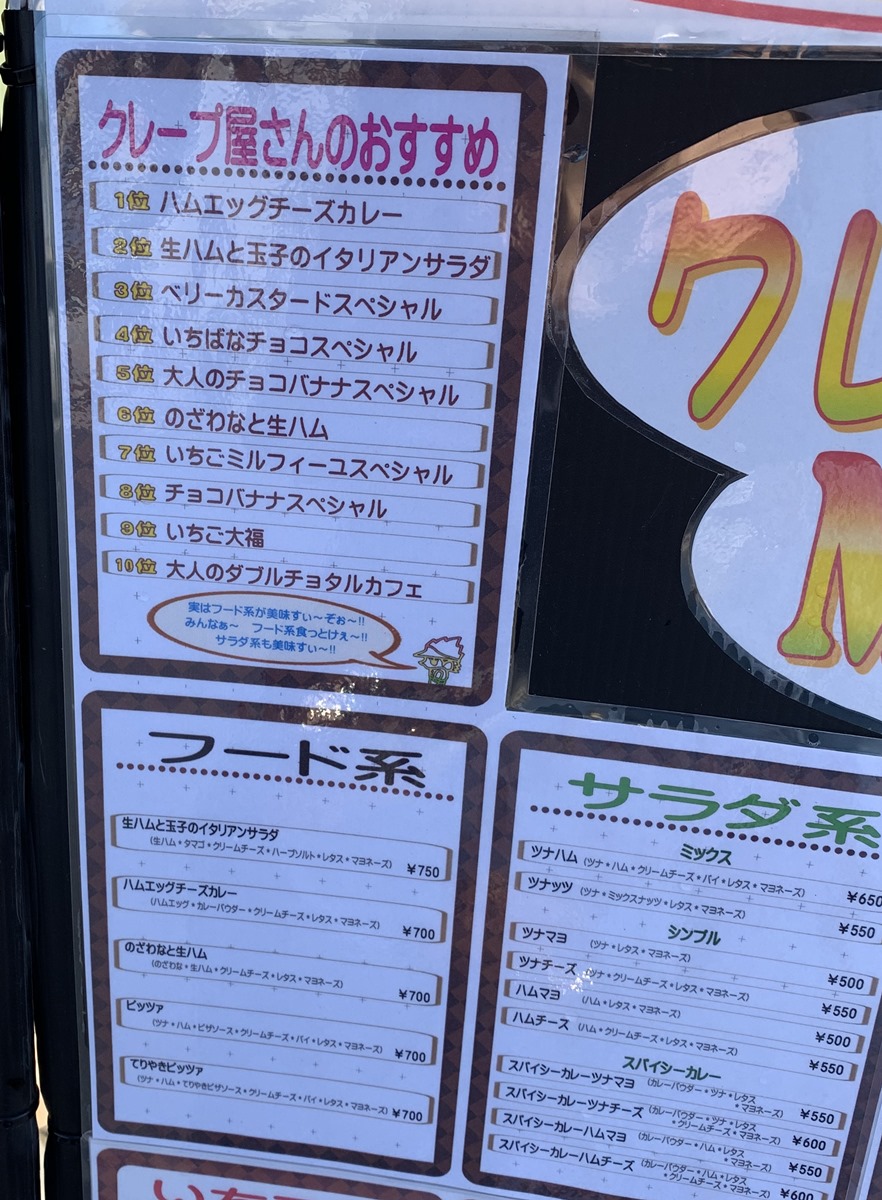 クレープ屋さんのおすすめ
1位 ハムエッグチーズカレー
2位 生ハムと玉子のイタリアンサラダ
3位 ベリーカスタードスペシャル
4位 いちばなチョコスペシャル
5位 大人のチョコバナナスペシャル
6位 のざわなと生ハム
7位 いちごミルフィーユスペシャル
8位 チョコバナナスペシャル
9位 いちご大福
10位 大人のダブルチョタルカフェ
実はフード系が美味すぃ～ぞぉ～!!
みんなぁ～ フード系食っとけぇ～!!
サラダ系も美味すぃ～!!
クレ
フード系
生ハムと玉子のイタリアンサラダ
(生ハム・タマゴ・クリームチーズ・ハーブソルト・レタス・マヨネーズ) ¥750
ハムエッグチーズカレー
(ハムエッグ・カレーパウダー・クリームチーズ・レタス・マヨネーズ) ¥700
のざわなと生ハム
(のざわな・生ハム・クリームチーズ・レタス・マヨネーズ) ¥700
ピッツァ
(ツナ・ハム・ピザソース・クリームチーズ・パイ・レタス・マヨネーズ) ¥700
てりやきピッツァ
(ツナ・ハム・てりやきピザソース・クリームチーズ・パイ・レタス・マヨネーズ) ¥700
サラダ系
ミックス
ツナハム (ツナ・ハム・クリームチーズ・パイ・レタス・マヨネーズ) ¥650
ツナッツ (ツナ・ミックスナッツ・レタス・マヨネーズ) ¥550
シンプル
ツナマヨ (ツナ・レタス・マヨネーズ) ¥500
ツナチーズ (ツナ・クリームチーズ・レタス・マヨネーズ) ¥550
ハムマヨ (ハム・レタス・マヨネーズ) ¥500
ハムチーズ (ハム・クリームチーズ・レタス・マヨネーズ) ¥550
スパイシーカレー
スパイシーカレーツナマヨ (カレーパウダー・ツナ・レタス
・マヨネーズ) ¥550
スパイシーカレーツナチーズ (カレーパウダー・ツナ・レタス
・クリームチーズ・マヨネーズ) ¥600
スパイシーカレーハムマヨ (カレーパウダー・ハム・レタス
・マヨネーズ) ¥550
スパイシーカレーハムチーズ (カレーパウダー・ハム・レタス
・クリームチーズ・マヨネーズ) ¥600